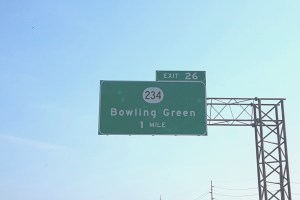 EXIT 26
234
Bowling Green
1 MILE